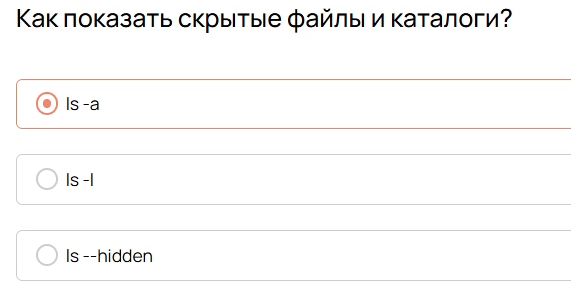 Как показать скрытые файлы и каталоги?
ls -a
ls -l
ls --hidden